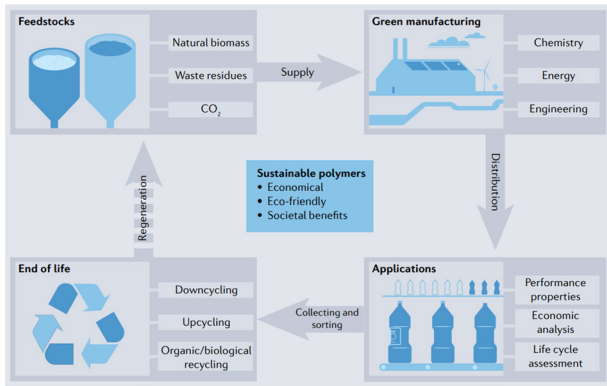 Feedstocks
Natural biomass
Waste residues
CO₂
Supply
Green manufacturing
Chemistry
Energy
Engineering
Distribution
Sustainable polymers
• Economical
• Eco-friendly
• Societal benefits
Regeneration
End of life
Downcycling
Upcycling
Organic/biological
recycling
Collecting and
sorting
Applications
Performance
properties
Economic
analysis
Life cycle
assessment